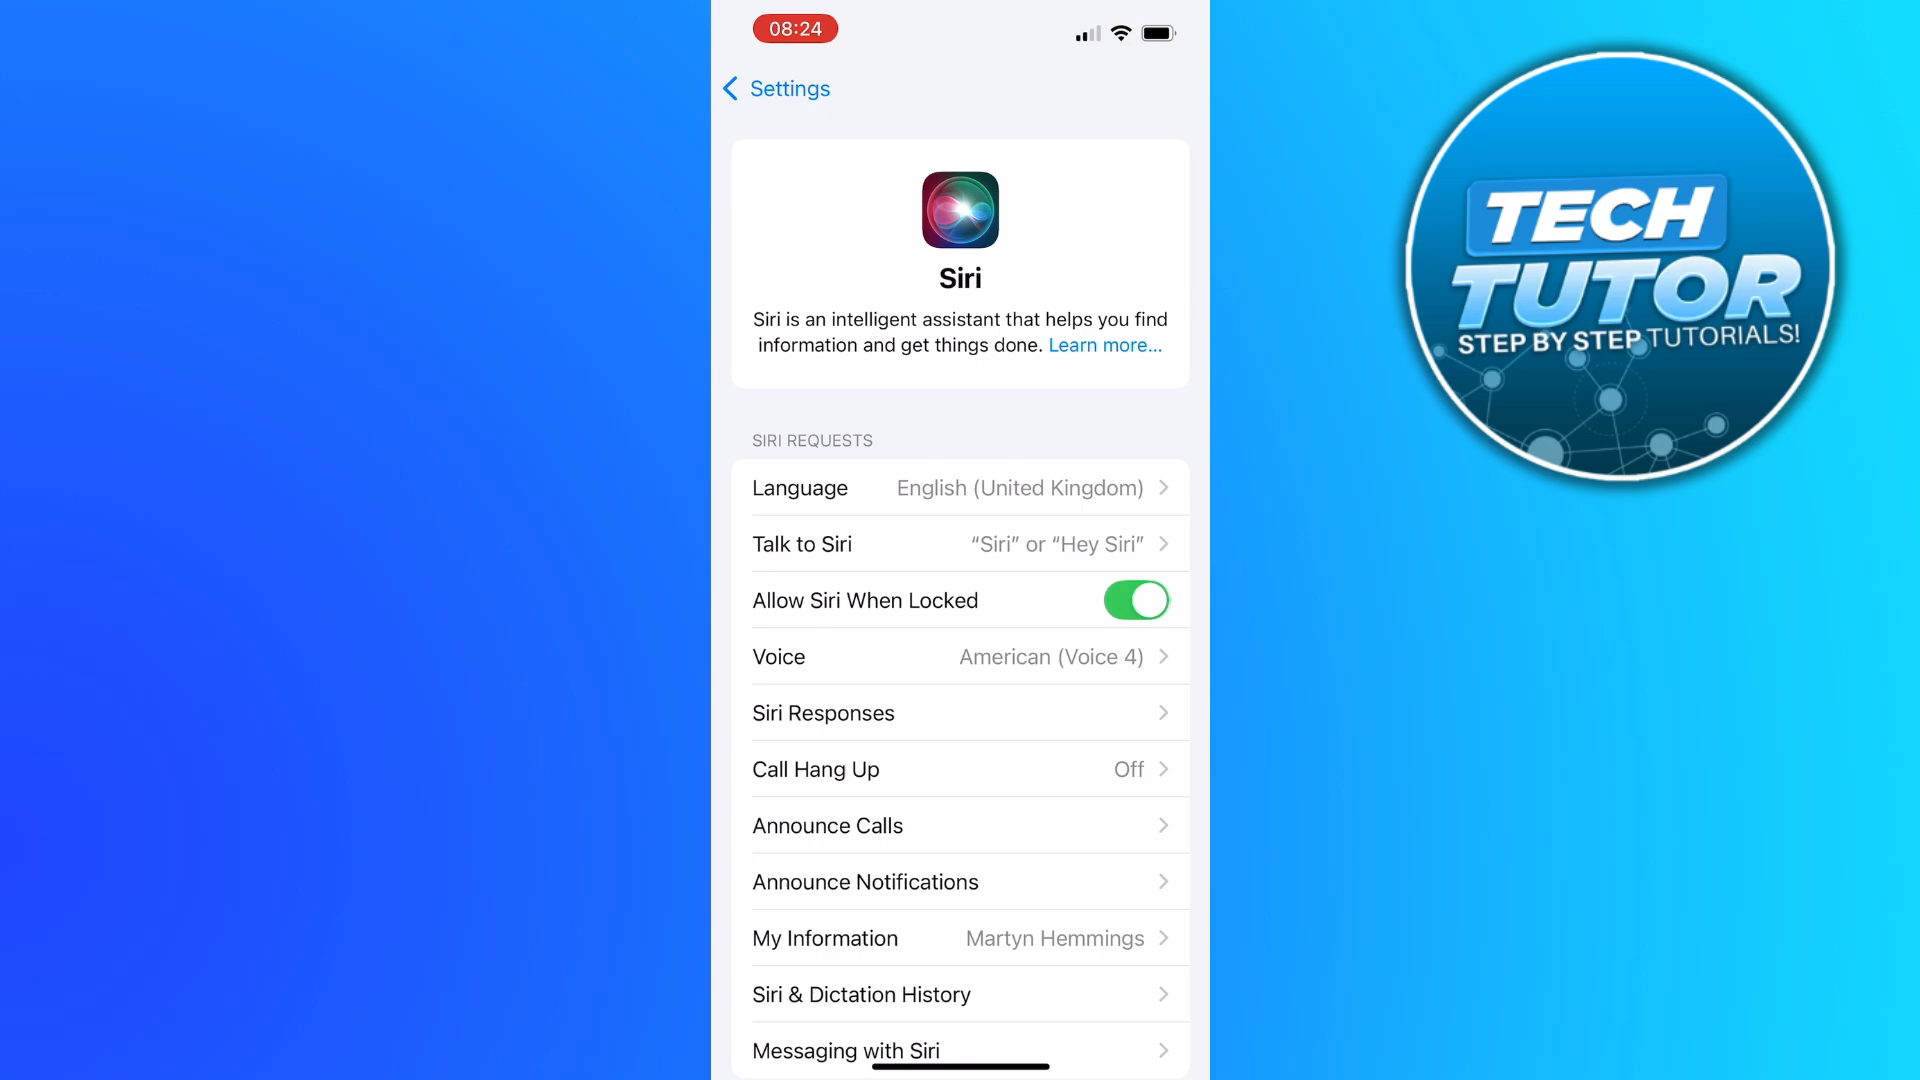 08:24
Settings
Siri
Siri is an intelligent assistant that helps you find
information and get things done. Learn more...
SIRI REQUESTS
Language English (United Kingdom)
Talk to Siri “Siri” or “Hey Siri”
Allow Siri When Locked
Voice American (Voice 4)
Siri Responses
Call Hang Up Off
Announce Calls
Announce Notifications
My Information Martyn Hemmings
Siri & Dictation History
Messaging with Siri
TECH
TUTOR
STEP BY STEP TUTORIALS!